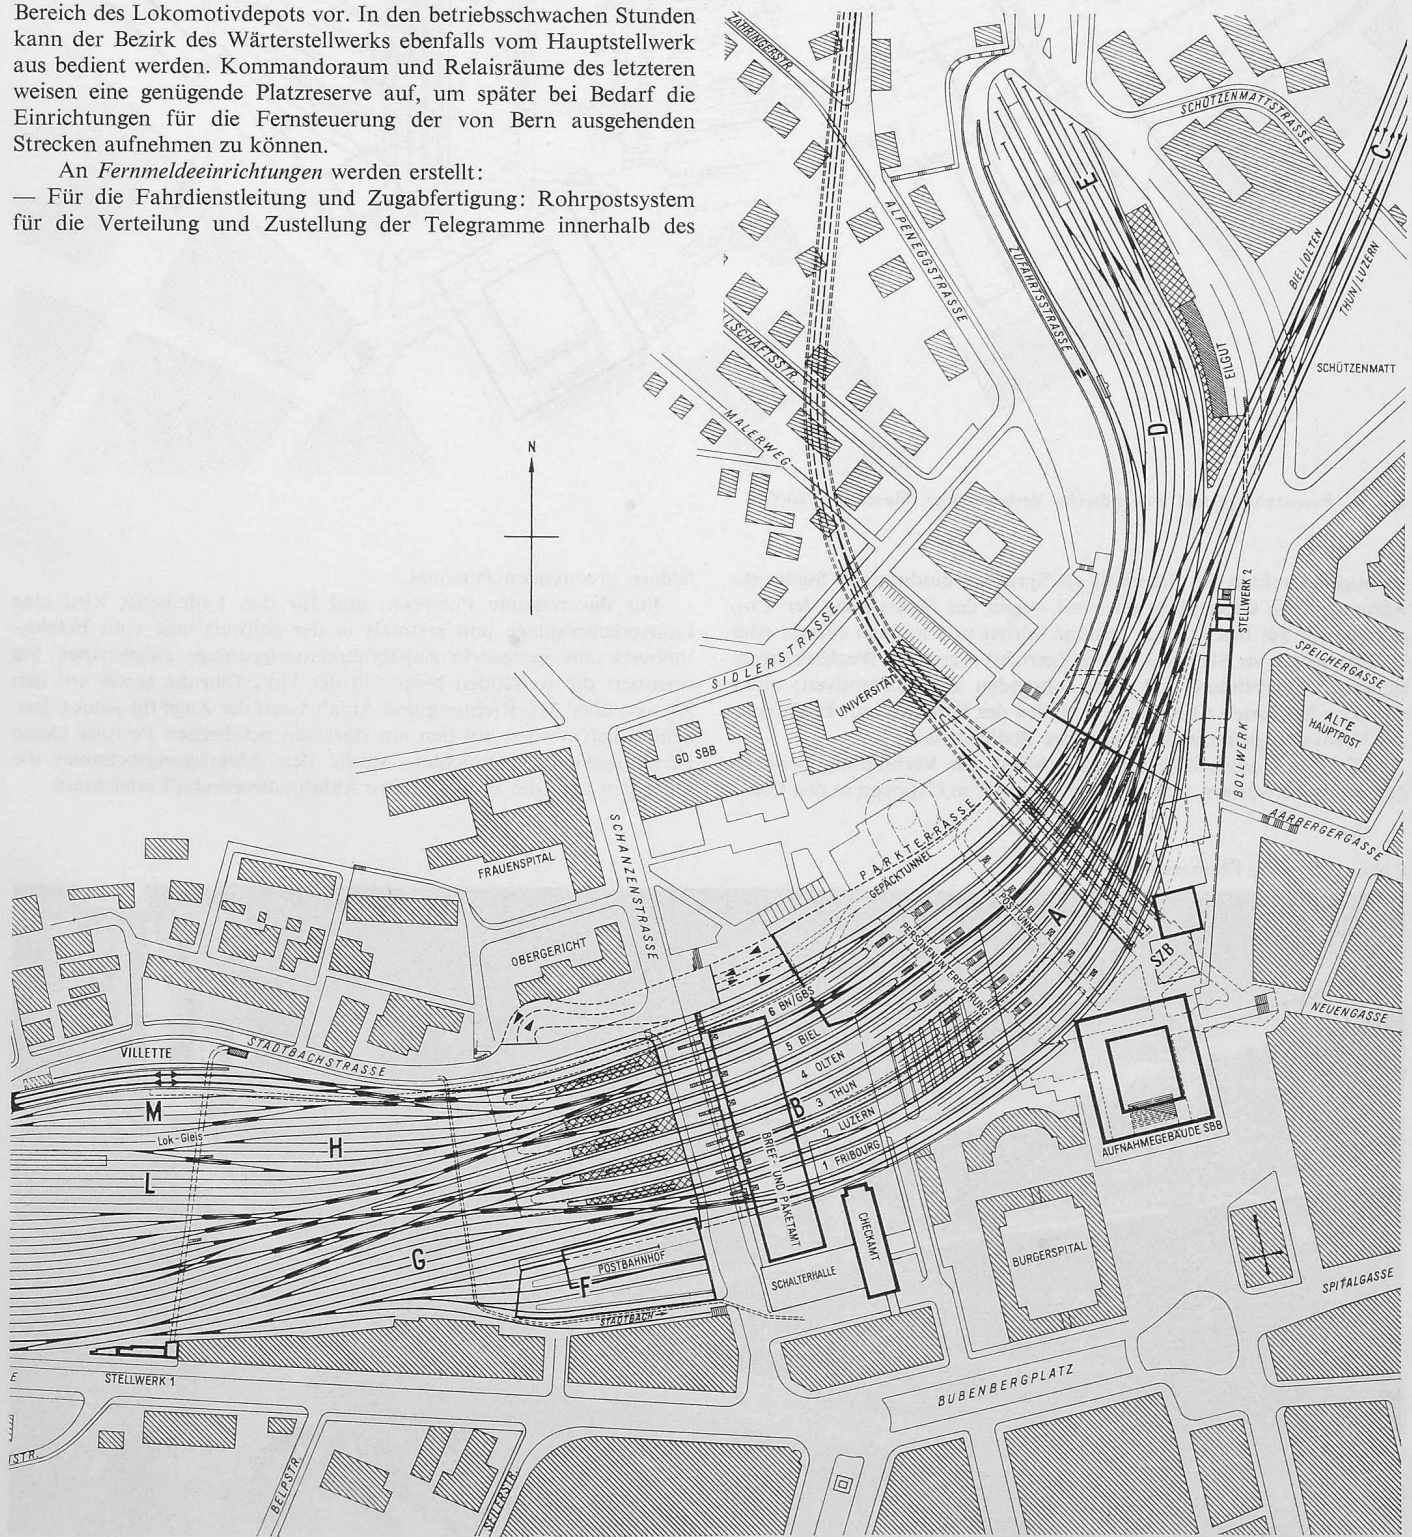 Bereich des Lokomotivdepots vor. In den betriebsschwachen Stunden
kann der Bezirk des Wärterstellwerks ebenfalls vom Hauptstellwerk
aus bedient werden. Kommandoraum und Relaisräume des letzteren
weisen eine genügende Platzreserve auf, um später bei Bedarf die
Einrichtungen für die Fernsteuerung der von Bern ausgehenden
Strecken aufnehmen zu können.
An Fernmeldeeinrichtungen werden erstellt:
— Für die Fahrdienstleitung und Zugabfertigung: Rohrpostsystem
für die Verteilung und Zustellung der Telegramme innerhalb des
ZÄHRINGERSTR.
SCHÜTZENMATTSTRASSE
C
E
ALPENEGGSTRASSE
ZUFAHRTSSTRASSE
BIEL/OLTEN
THUN/LUZERN
EILGUT
SCHÜTZENMATT
LSCHAFTSSTR.
MALERWEG
D
N
STELLWERK 2
SIDLERSTRASSE
SPEICHERGASSE
UNIVERSITÄT
ALTE
HAUPTPOST
GD SBB
BOLLWERK
AARBERGERGASSE
PARKTERRASSE
GEPÄCKTUNNEL
FRAUENSPITAL
SCHANZENSTRASSE
POSTTUNNEL
A
PERSONENUNTERFÜHRUNG
OBERGERICHT
SZB
NEUENGASSE
6 BN/GBS
5 BIEL
4 OLTEN
3 THUN
2 LUZERN
1 FRIBOURG
B
BRIEF- UND PAKETAMT
VILLETTE
STADTBACHSTRASSE
M
Lok-Gleis
H
L
G
AUFNAHMEGEBÄUDE SBB
CHECKAMT
BURGERSPITAL
POSTBAHNHOF
F
SCHALTERHALLE
STADTBACH
SPITALGASSE
STELLWERK 1
E
BUBENBERGPLATZ
STR.
BELPSTR.
SEILERSTR.